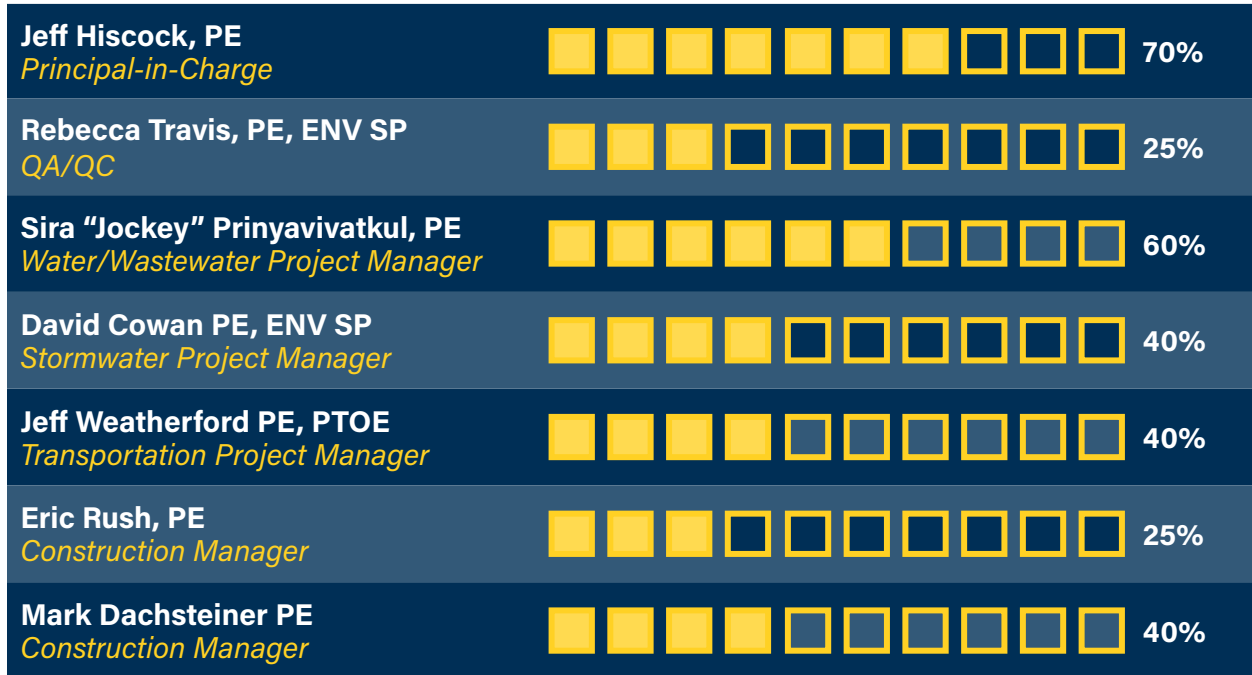 Jeff Hiscock, PE
Principal-in-Charge
70%
Rebecca Travis, PE, ENV SP
QA/QC
25%
Sira “Jockey” Prinyavivatkul, PE
Water/Wastewater Project Manager
60%
David Cowan PE, ENV SP
Stormwater Project Manager
40%
Jeff Weatherford PE, PTOE
Transportation Project Manager
40%
Eric Rush, PE
Construction Manager
25%
Mark Dachsteiner PE
Construction Manager
40%